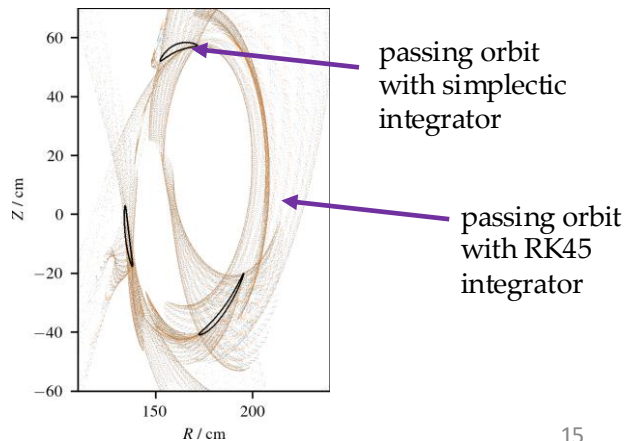 60
40
20
0
−20
−40
−60
Z / cm
150
200
R / cm
passing orbit
with simplectic
integrator
passing orbit
with RK45
integrator
15